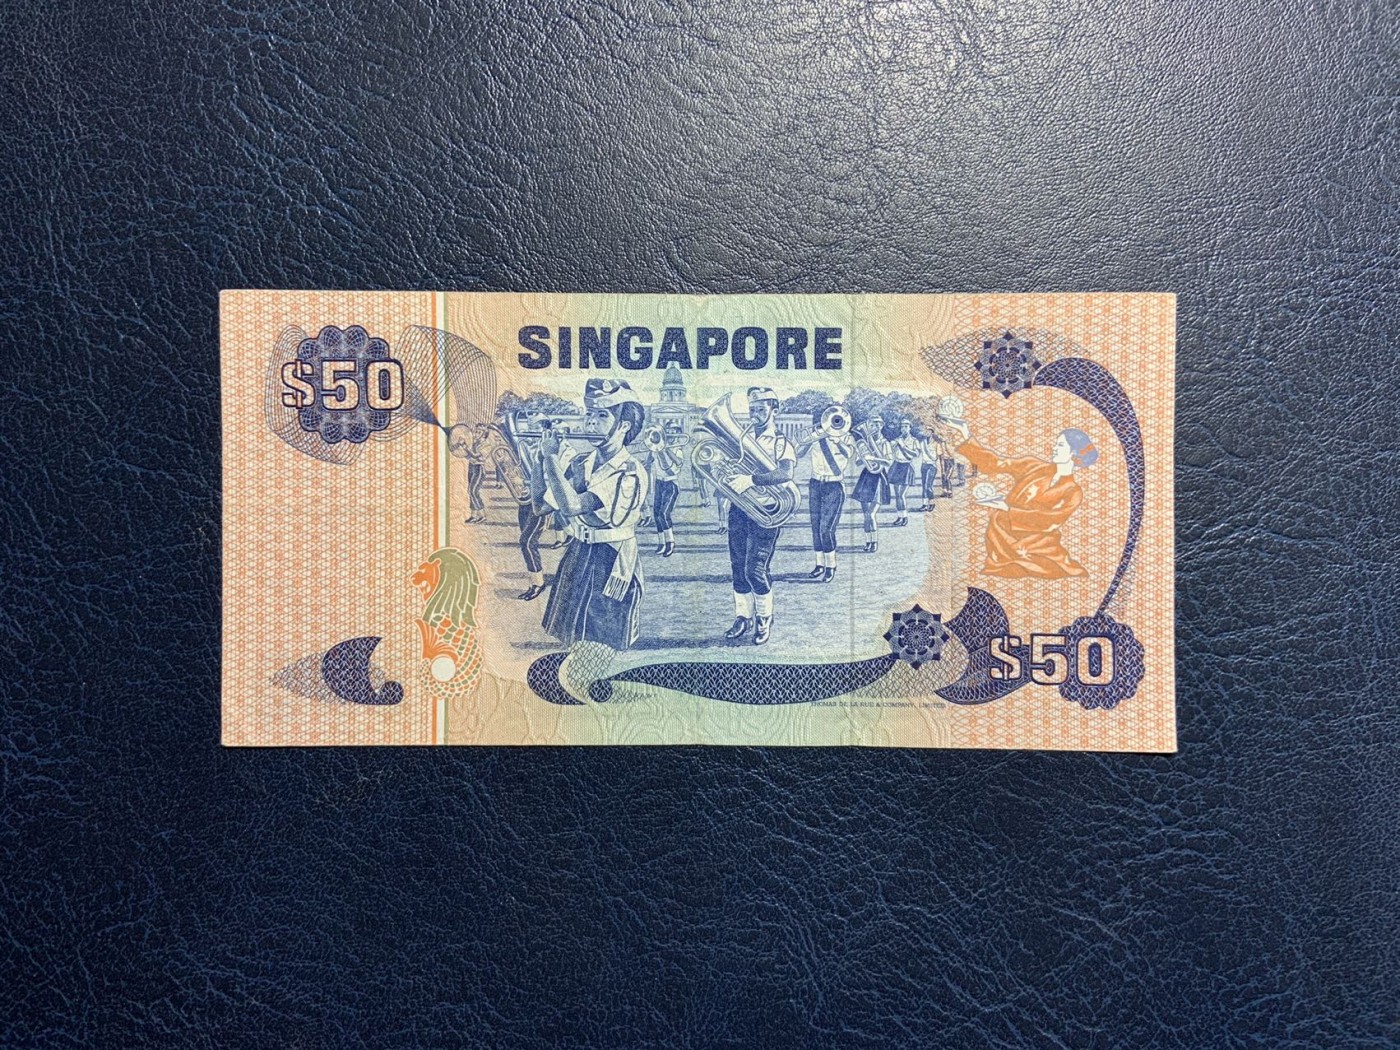 $50
SINGAPORE
$50
THOMAS DE LA RUE & COMPANY, LIMITED